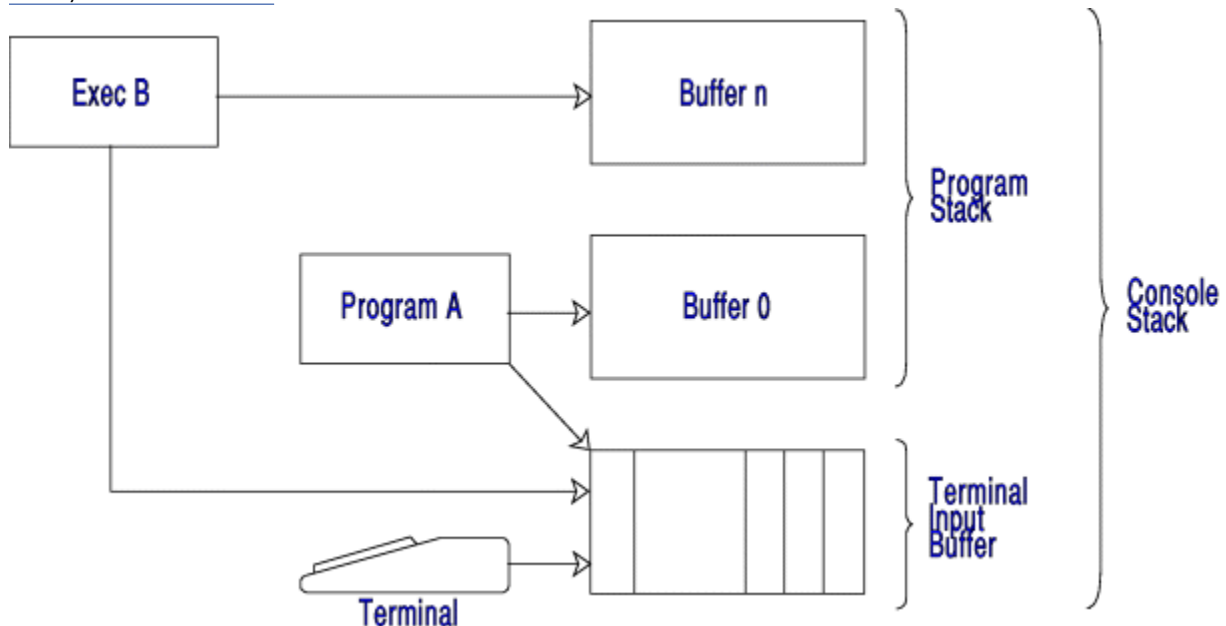 Exec B
Buffer n
Program
Stack
Program A
Buffer 0
Console
Stack
Terminal
Input
Buffer
Terminal